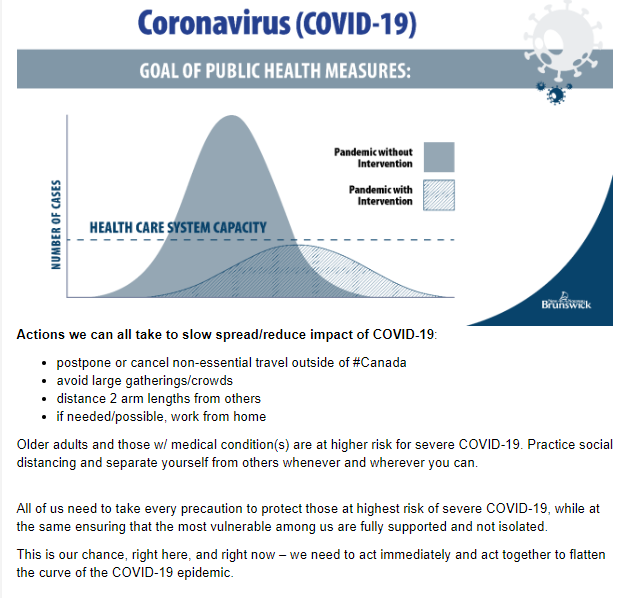 Coronavirus (COVID-19)
GOAL OF PUBLIC HEALTH MEASURES:
Pandemic without
Intervention
Pandemic with
Intervention
NUMBER OF CASES
HEALTH CARE SYSTEM CAPACITY
Brunswick
Actions we can all take to slow spread/reduce impact of COVID-19:
• postpone or cancel non-essential travel outside of #Canada
• avoid large gatherings/crowds
• distance 2 arm lengths from others
• if needed/possible, work from home
Older adults and those w/ medical condition(s) are at higher risk for severe COVID-19. Practice social
distancing and separate yourself from others whenever and wherever you can.
All of us need to take every precaution to protect those at highest risk of severe COVID-19, while at
the same ensuring that the most vulnerable among us are fully supported and not isolated.
This is our chance, right here, and right now – we need to act immediately and act together to flatten
the curve of the COVID-19 epidemic.